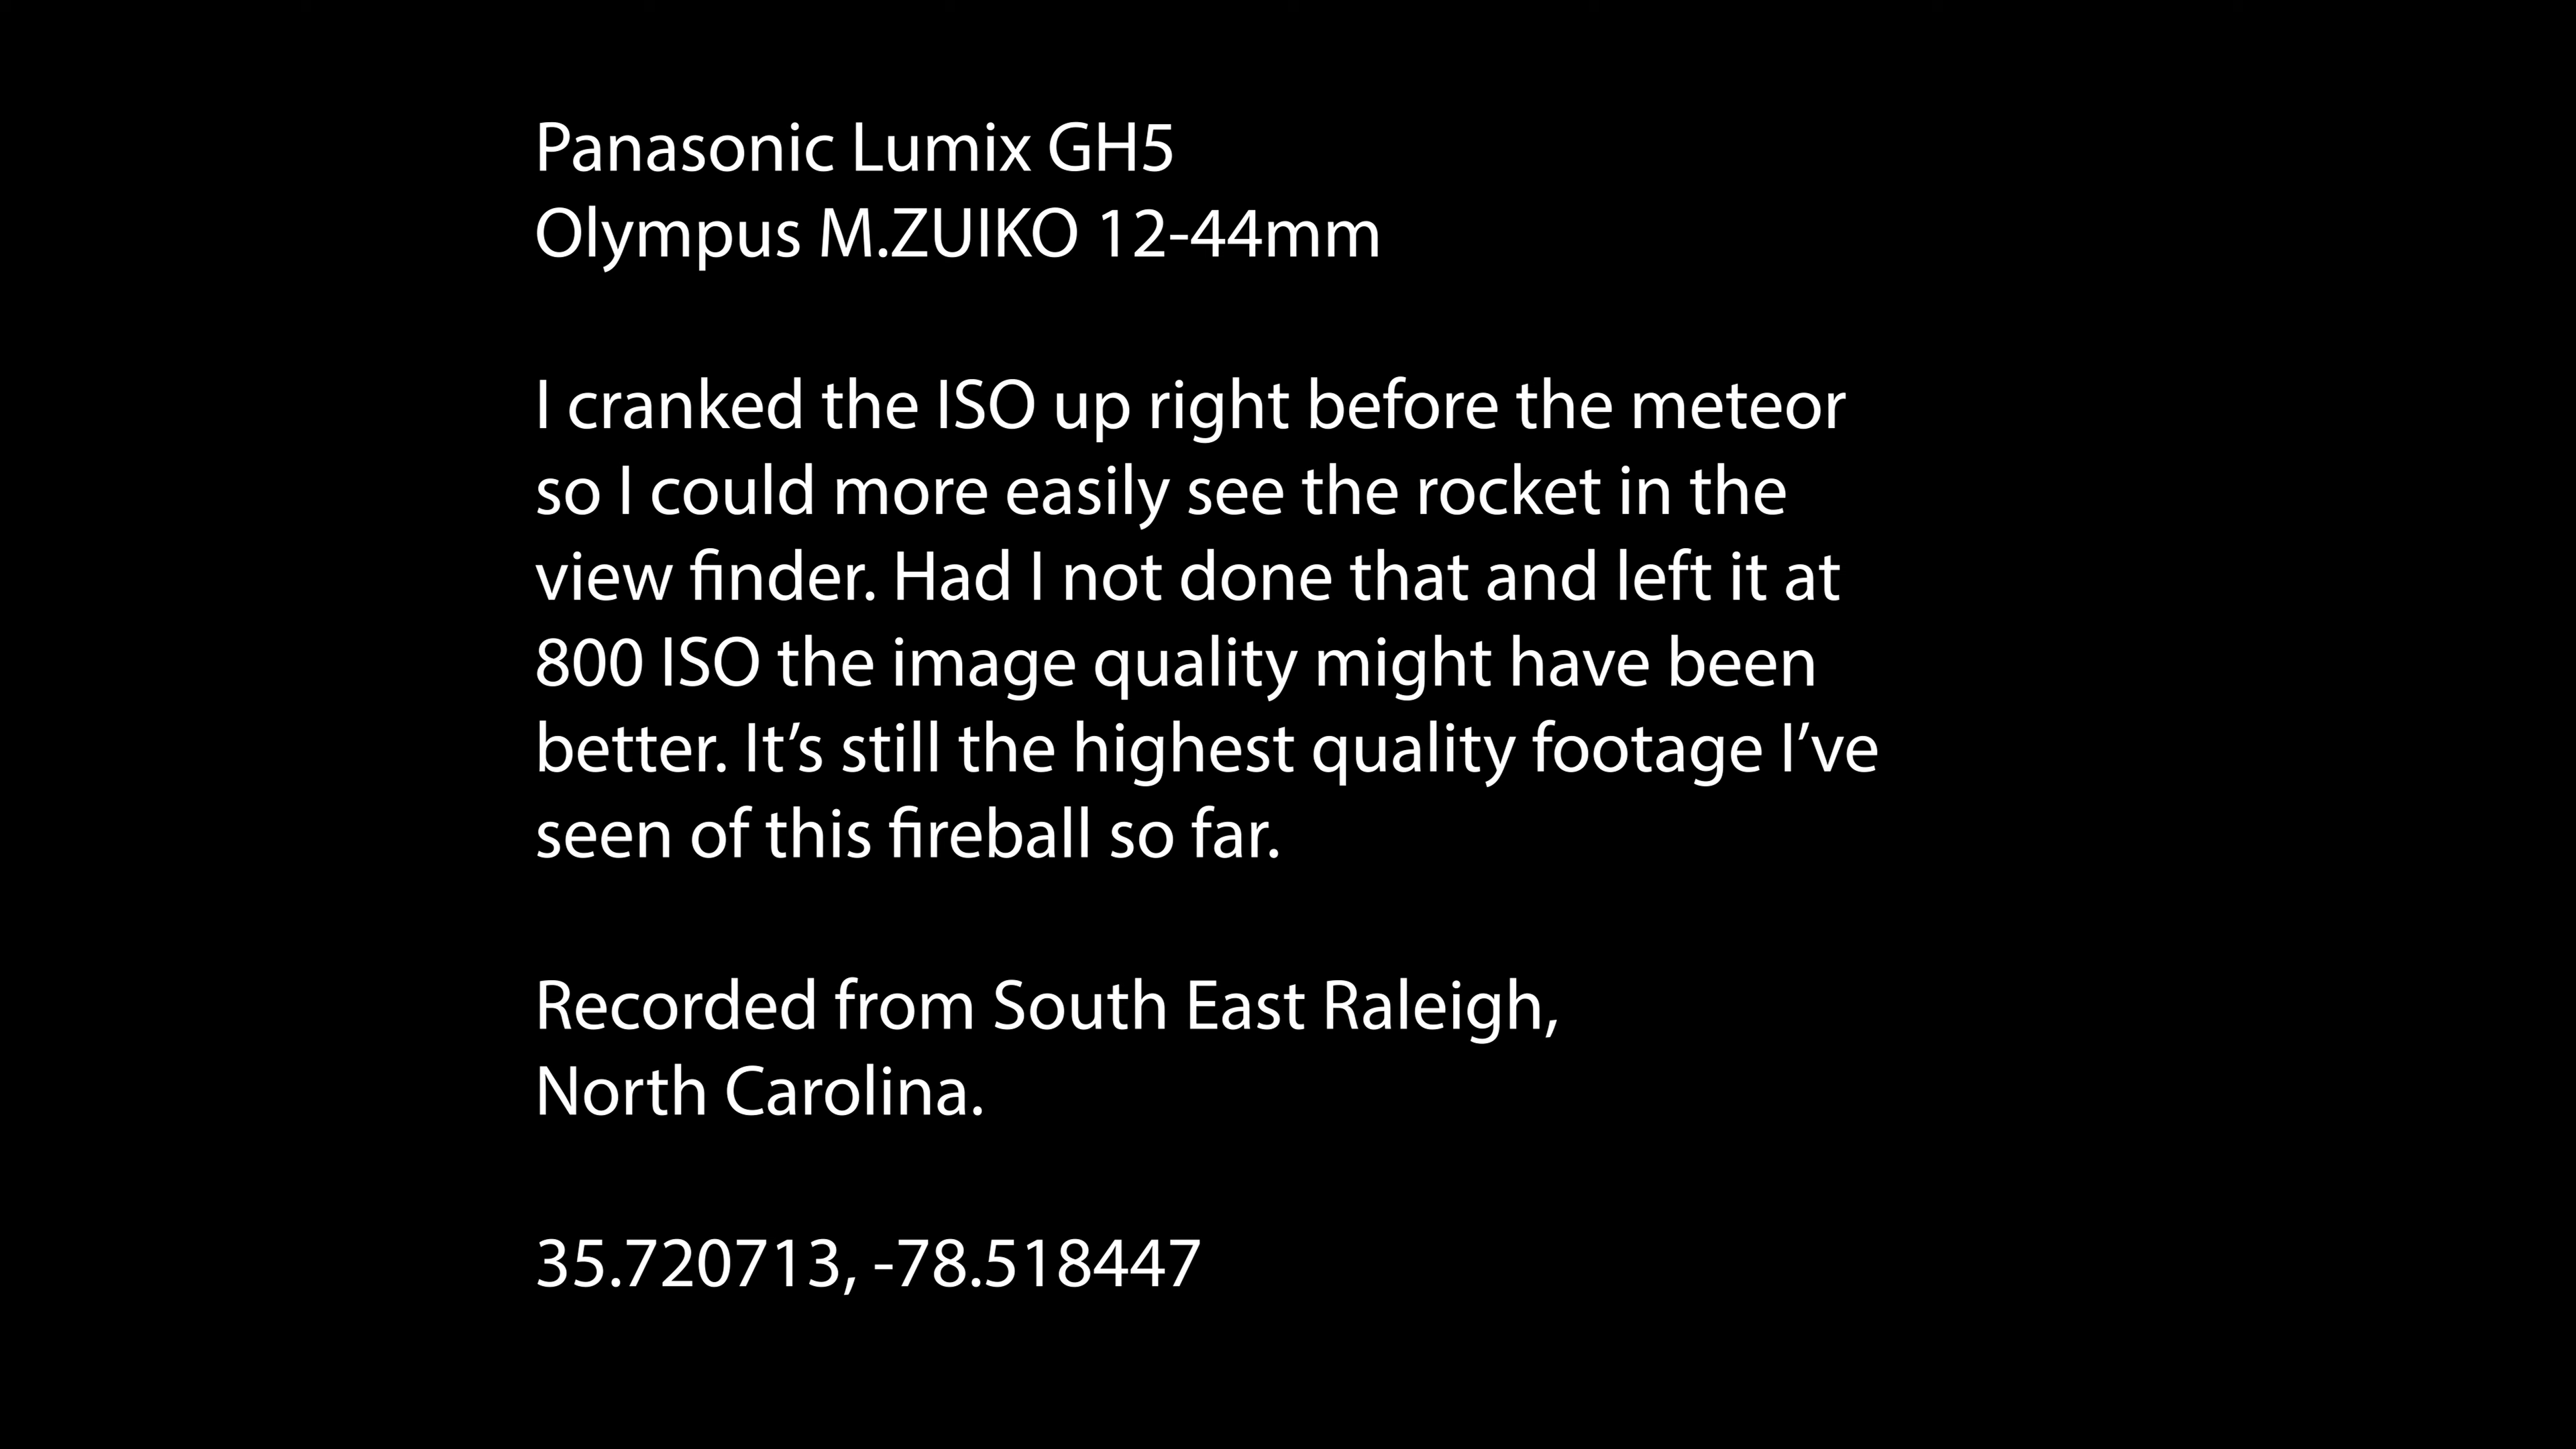 Panasonic Lumix GH5
Olympus M.ZUIKO 12-44mm
I cranked the ISO up right before the meteor
so I could more easily see the rocket in the
view finder. Had I not done that and left it at
800 ISO the image quality might have been
better. It’s still the highest quality footage I’ve
seen of this fireball so far.
Recorded from South East Raleigh,
North Carolina.
35.720713, -78.518447